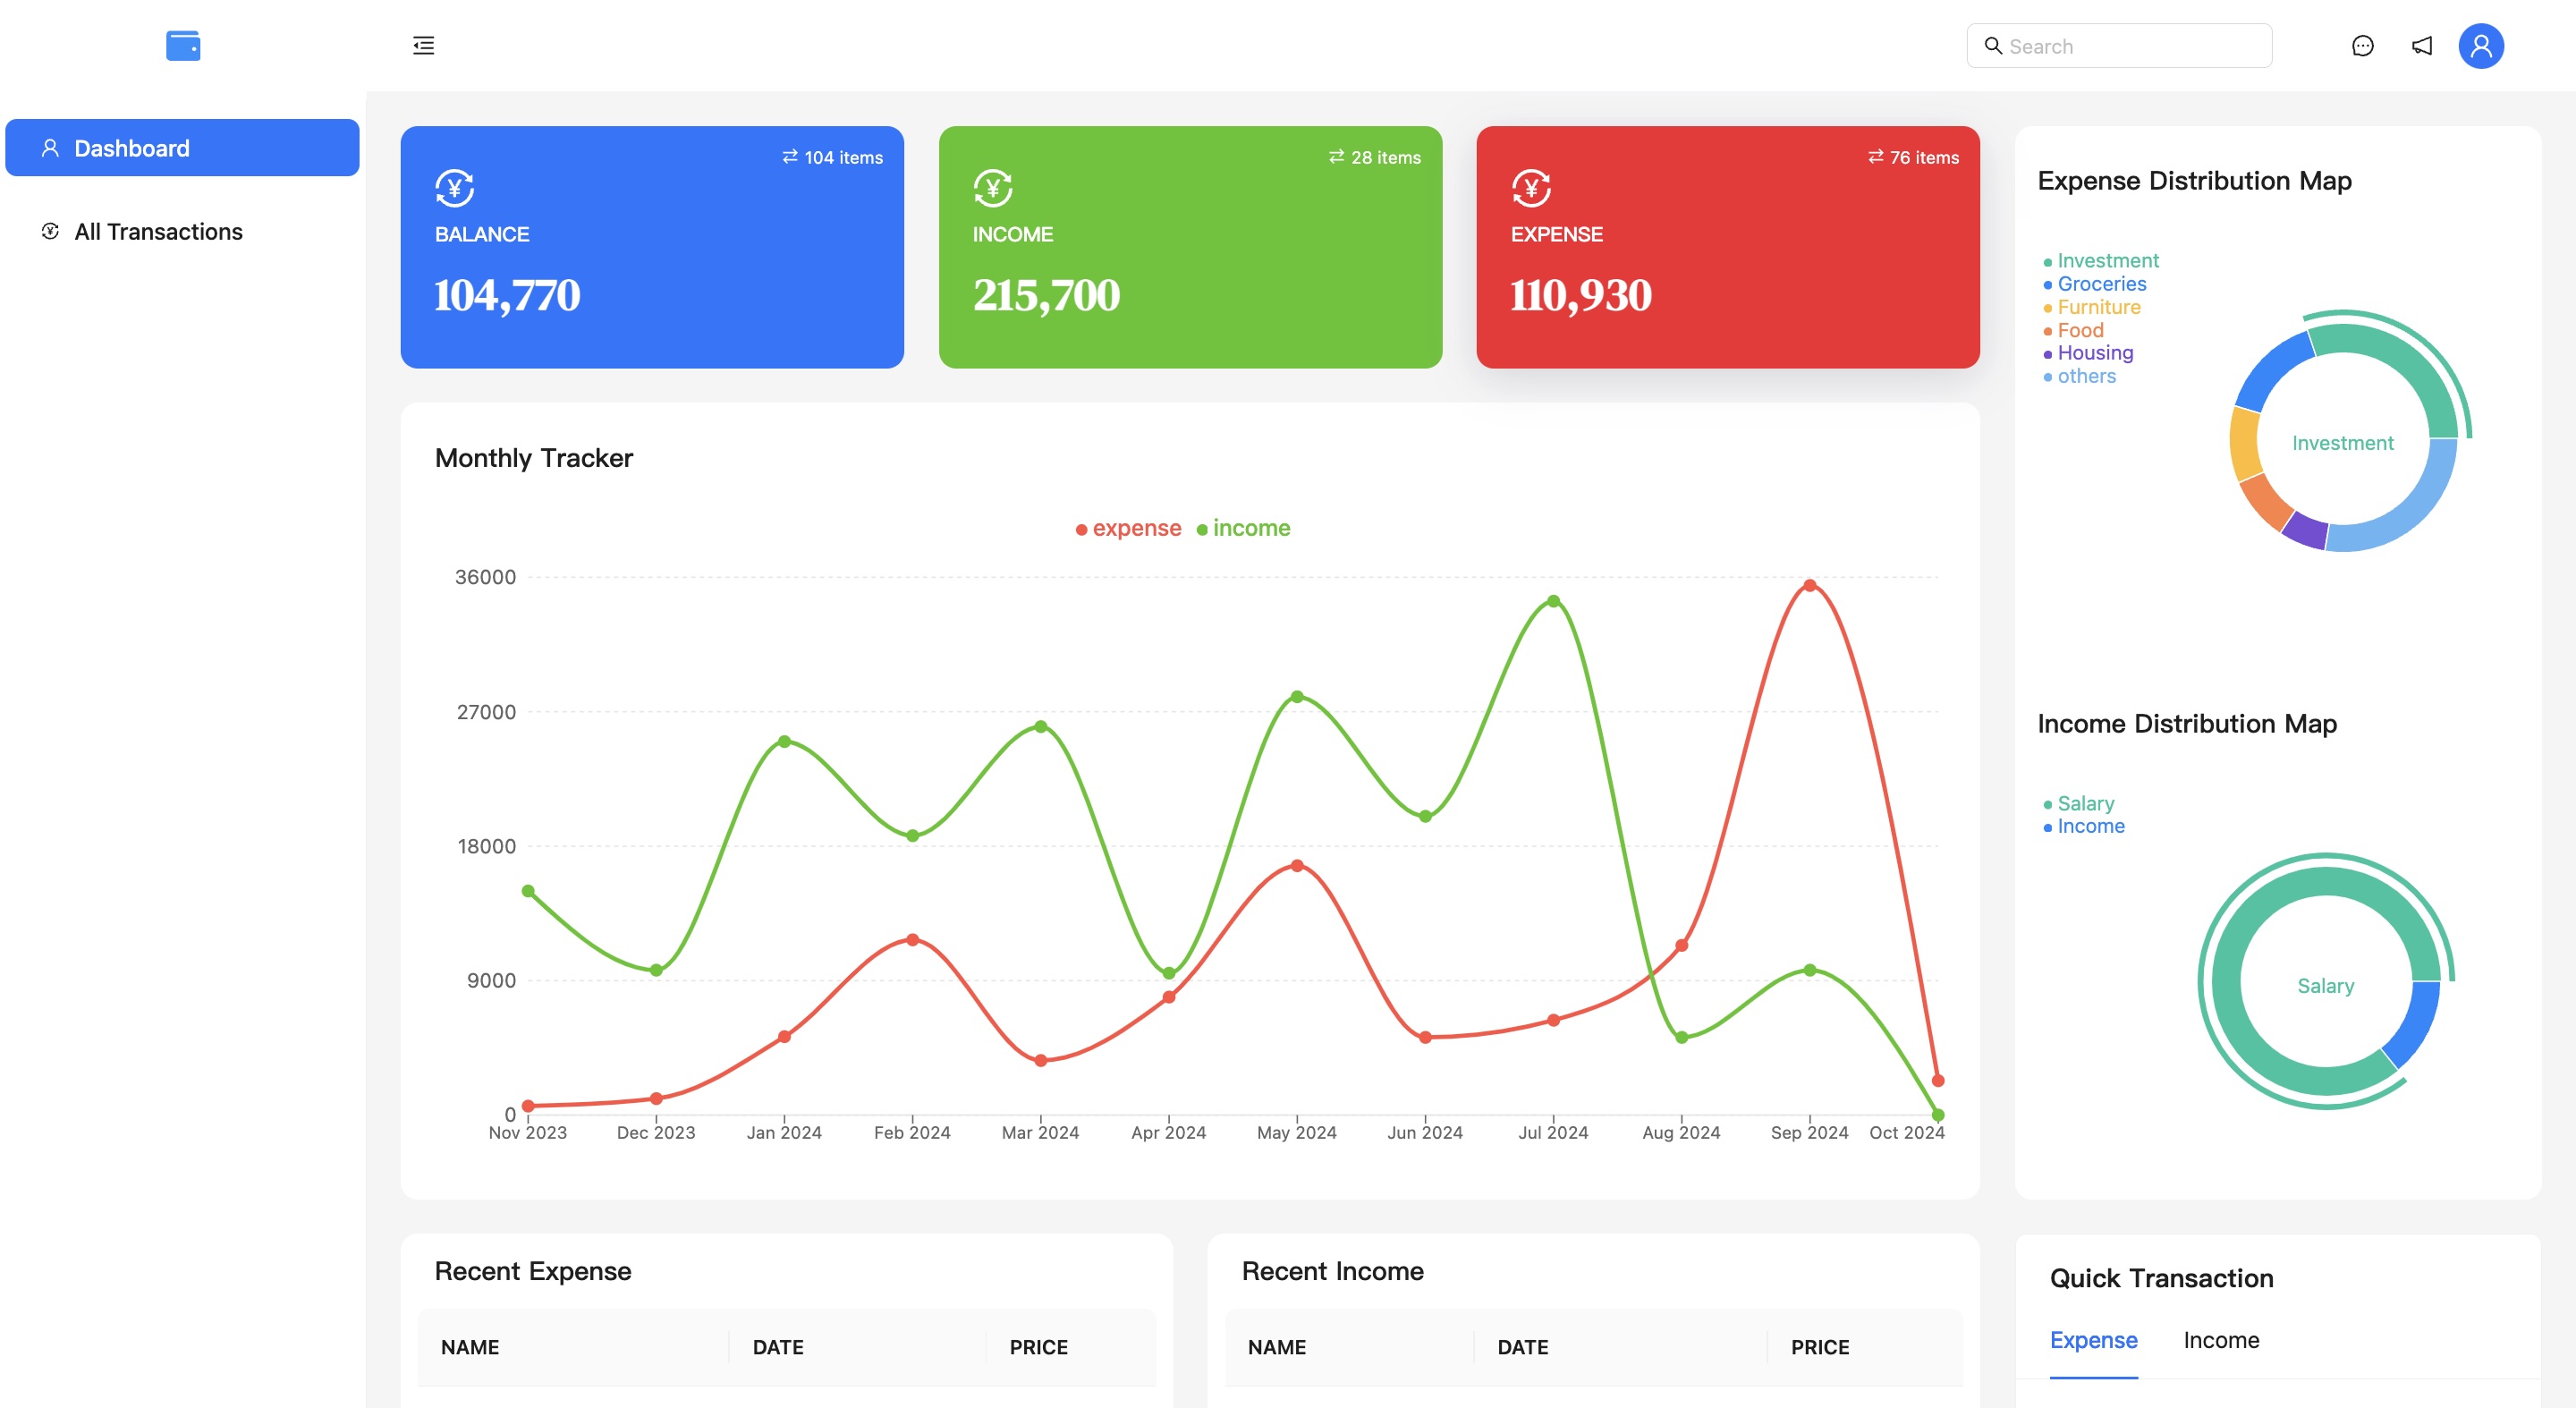 Search
Dashboard
All Transactions
104 items
¥
BALANCE
104,770
28 items
¥
INCOME
215,700
76 items
¥
EXPENSE
110,930
Monthly Tracker
expense income
36000
27000
18000
9000
0
Nov 2023 Dec 2023 Jan 2024 Feb 2024 Mar 2024 Apr 2024 May 2024 Jun 2024 Jul 2024 Aug 2024 Sep 2024 Oct 2024
Expense Distribution Map
Investment
Groceries
Furniture
Food
Housing
others
Investment
Income Distribution Map
Salary
Income
Salary
Recent Expense
NAME DATE PRICE
Recent Income
NAME DATE PRICE
Quick Transaction
Expense Income